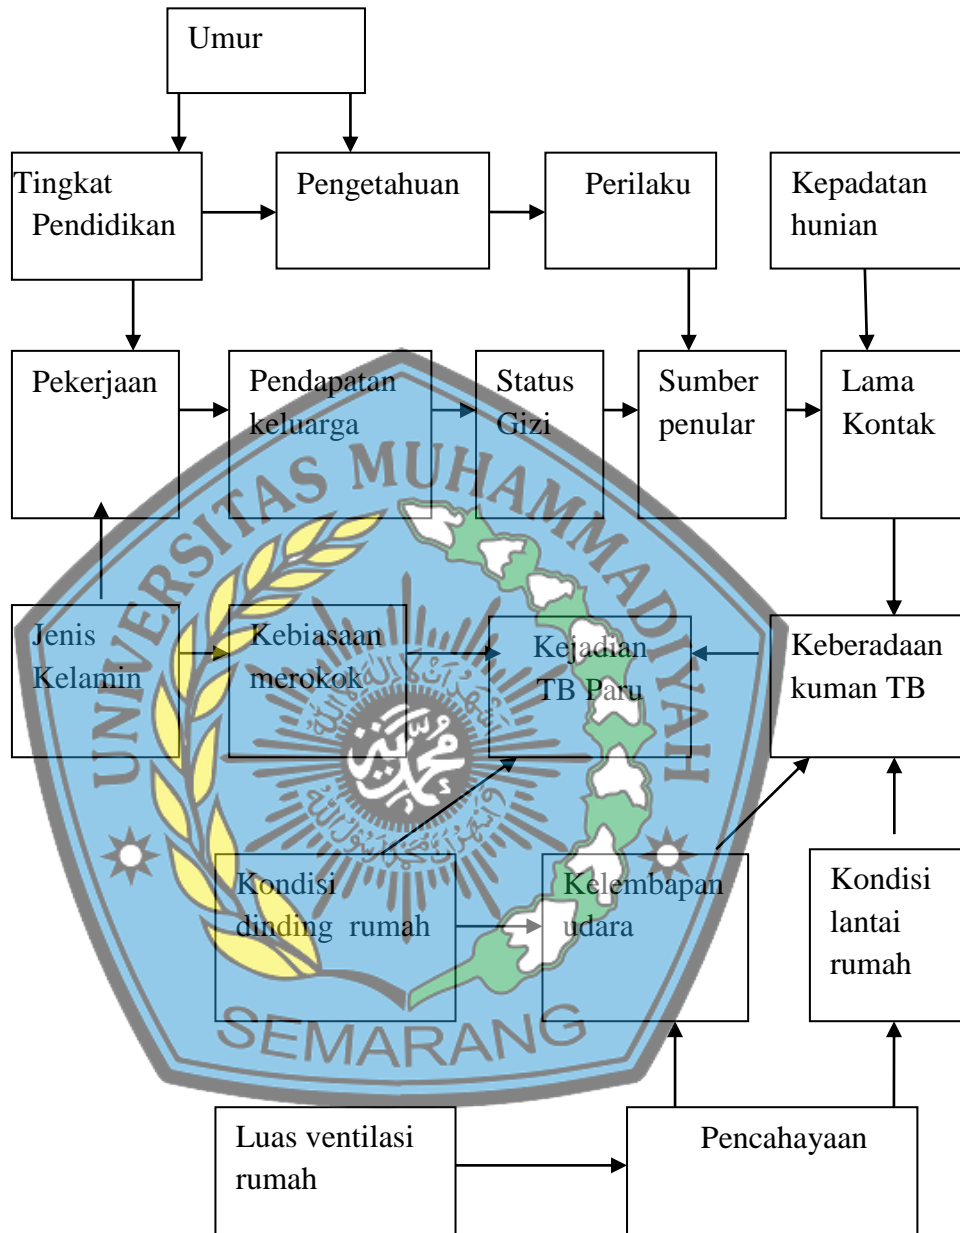 Umur
Tingkat
Pendidikan
Pengetahuan
Perilaku
Kepadatan
hunian
Pekerjaan
Pendapatan
keluarga
Status
Gizi
Sumber
penular
Lama
Kontak
UNIVERSITAS MUHAMMADIYAH
Jenis
Kelamin
Kebiasaan
merokok
Kejadian
TB Paru
Keberadaan
kuman TB
Kondisi
dinding rumah
Kelembapan
udara
Kondisi
lantai
rumah
SEMARANG
Luas ventilasi
rumah
Pencahayaan